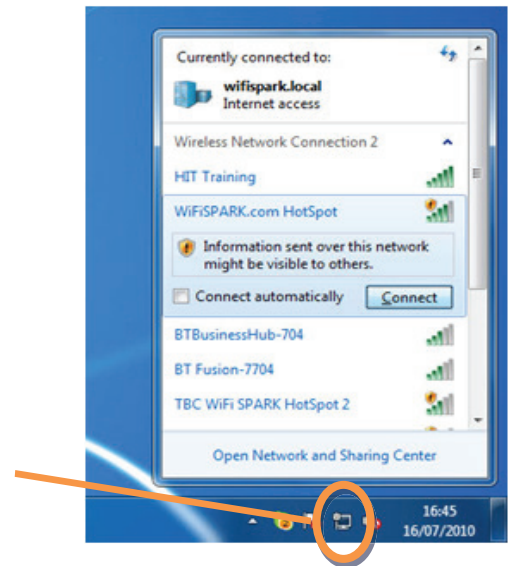 Currently connected to:
wifispark.local
Internet access
Wireless Network Connection 2
HIT Training
WiFiSPARK.com HotSpot
Information sent over this network
might be visible to others.
Connect automatically
Connect
BTBusinessHub-704
BT Fusion-7704
TBC WiFi SPARK HotSpot 2
Open Network and Sharing Center
16:45
16/07/2010